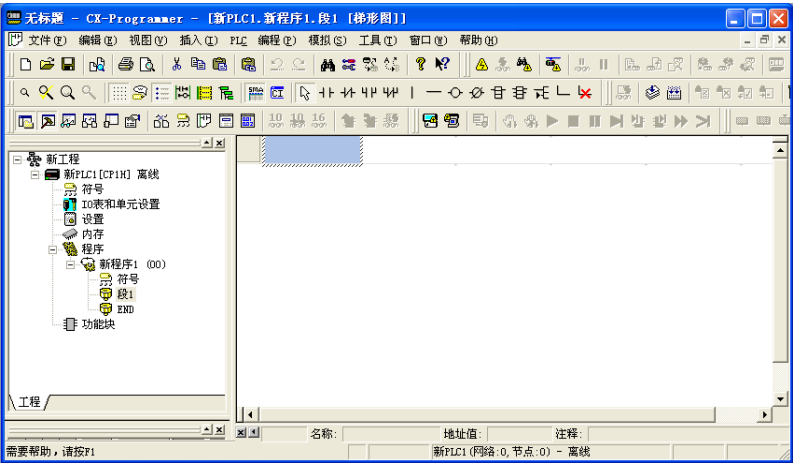 无标题 - CX-Programmer - [新PLC1.新程序1.段1 [梯形图]]
文件(F) 编辑(E) 视图(V) 插入(I) PLC 编程(P) 模拟(S) 工具(T) 窗口(W) 帮助(H)
SMA
CI
10 10 16
新工程
新PLC1[CP1H] 离线
符号
IO表和单元设置
设置
内存
程序
新程序1 (00)
符号
段1
END
功能块
工程
名称: 地址值: 注释:
需要帮助，请按F1 新PLC1(网络:0,节点:0) - 离线